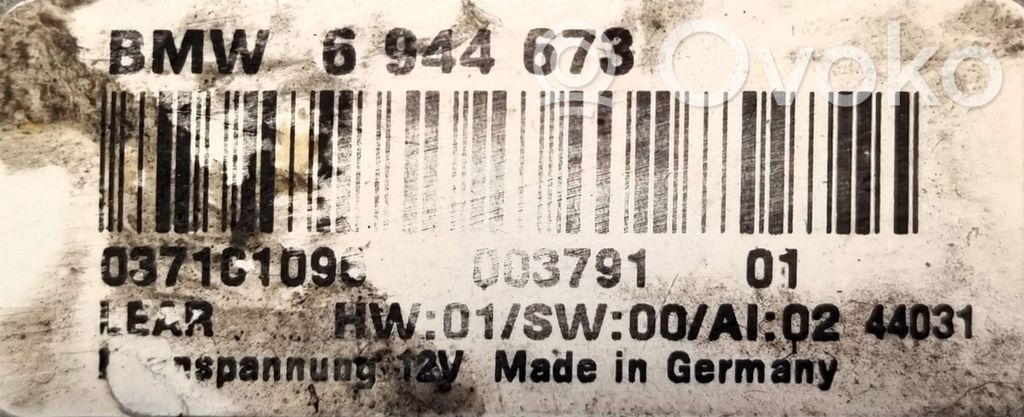 BMW 6 944 673
Ovoko
003791 01
LEAR HW:01/SW:00/AI:02 44031
12V Made in Germany